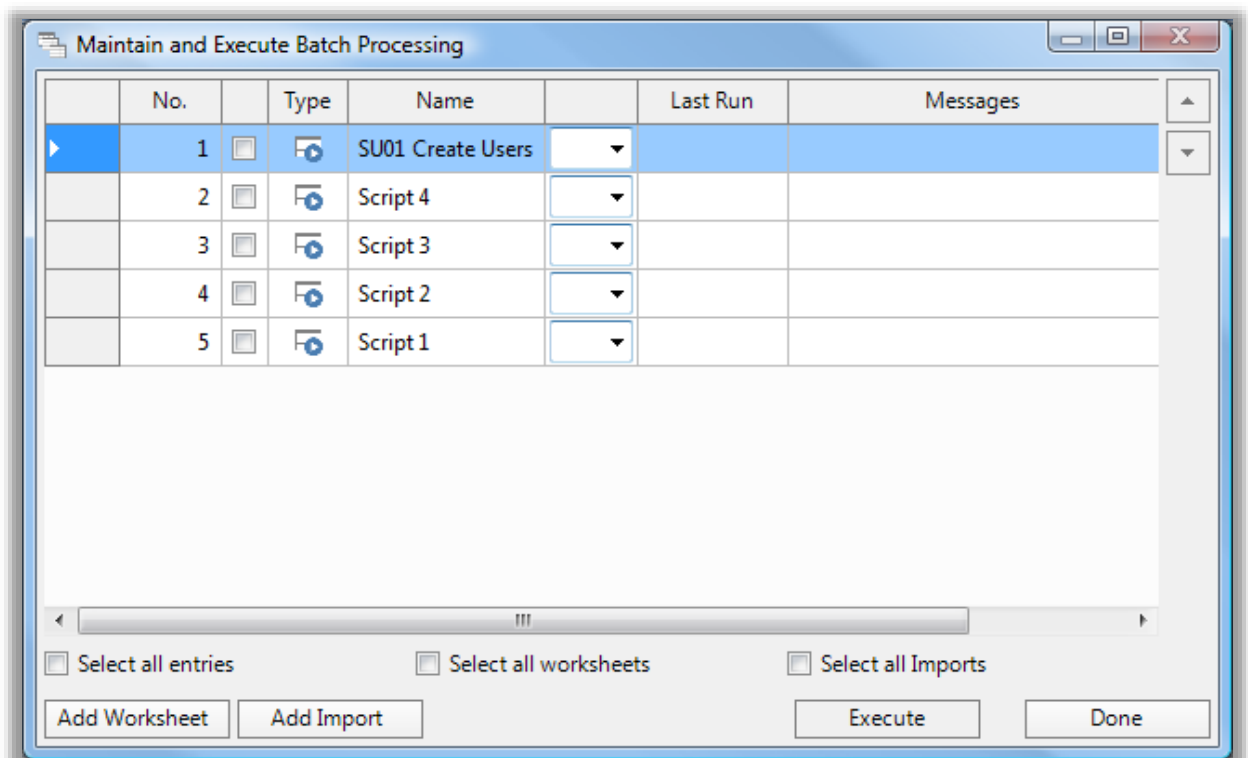 Maintain and Execute Batch Processing
No. Type Name Last Run Messages
1 SU01 Create Users
2 Script 4
3 Script 3
4 Script 2
5 Script 1
Select all entries Select all worksheets Select all Imports
Add Worksheet Add Import Execute Done